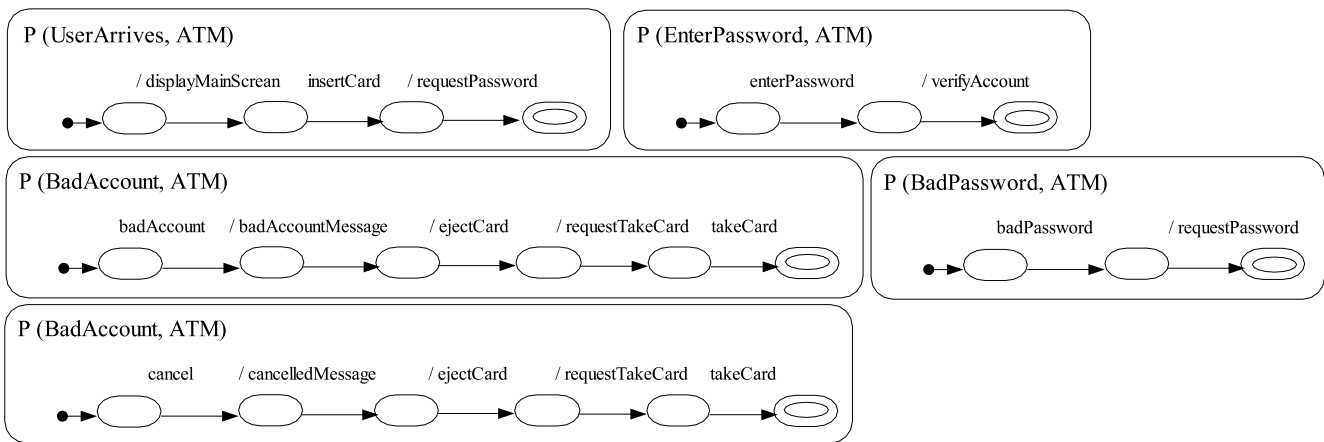 P (UserArrives, ATM)
/ displayMainScrean insertCard / requestPassword
P (EnterPassword, ATM)
enterPassword / verifyAccount
P (BadAccount, ATM)
badAccount / badAccountMessage / ejectCard / requestTakeCard takeCard
P (BadPassword, ATM)
badPassword / requestPassword
P (BadAccount, ATM)
cancel / cancelledMessage / ejectCard / requestTakeCard takeCard